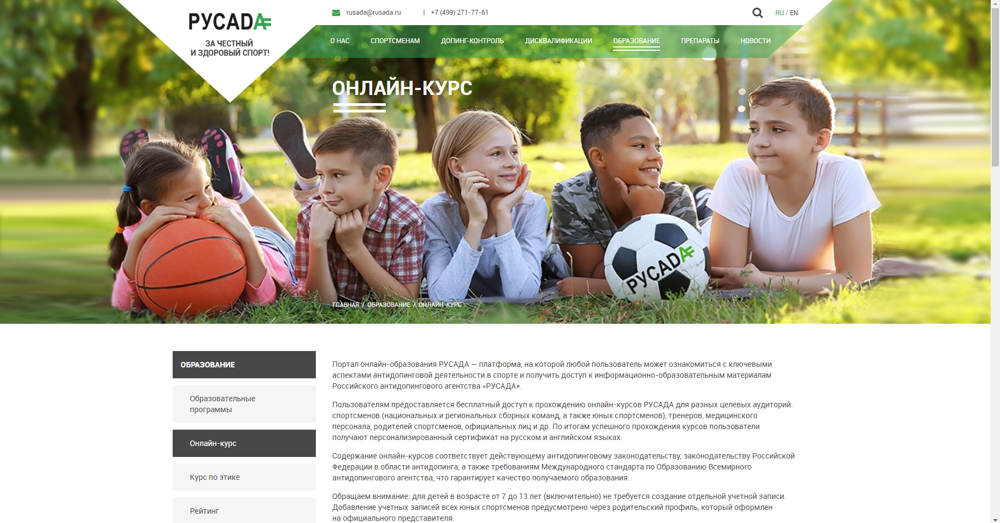 РУСАДА
ЗА ЧЕСТНЫЙ
И ЗДОРОВЫЙ СПОРТ!
rusada@rusada.ru | +7 (499) 271-77-61
RU / EN
О НАС СПОРТСМЕНАМ ДОПИНГ-КОНТРОЛЬ ДИСКВАЛИФИКАЦИИ ОБРАЗОВАНИЕ ПРЕПАРАТЫ НОВОСТИ
ОНЛАЙН-КУРС
РУСАДА
ГЛАВНАЯ / ОБРАЗОВАНИЕ / ОНЛАЙН-КУРС
ОБРАЗОВАНИЕ
Образовательные
программы
Онлайн-курс
Курс по этике
Рейтинг
Портал онлайн-образования РУСАДА — платформа, на которой любой пользователь может ознакомиться с ключевыми
аспектами антидопинговой деятельности в спорте и получить доступ к информационно-образовательным материалам
Российского антидопингового агентства «РУСАДА».
Пользователям предоставляется бесплатный доступ к прохождению онлайн-курсов РУСАДА для разных целевых аудиторий:
спортсменов (национальных и региональных сборных команд, а также юных спортсменов), тренеров, медицинского
персонала, родителей спортсменов, официальных лиц и др. По итогам успешного прохождения курсов пользователи
получают персонализированный сертификат на русском и английском языках.
Содержание онлайн-курсов соответствует действующему антидопинговому законодательству, законодательству Российской
Федерации в области антидопинга, а также требованиям Международного стандарта по Образованию Всемирного
антидопингового агентства, что гарантирует качество получаемого образования.
Обращаем внимание: для детей в возрасте от 7 до 13 лет (включительно) не требуется создание отдельной учетной записи.
Добавление учетных записей всех юных спортсменов предусмотрено через родительский профиль, который оформлен
на официального представителя.